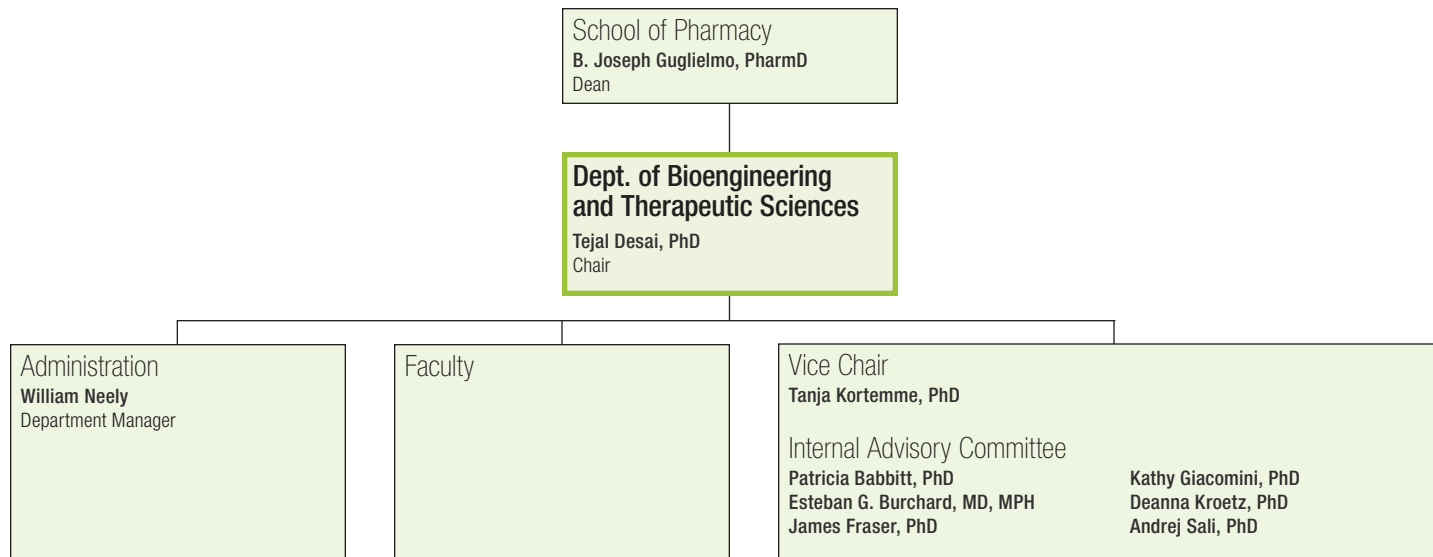 School of Pharmacy
B. Joseph Guglielmo, PharmD
Dean
Dept. of Bioengineering
and Therapeutic Sciences
Tejal Desai, PhD
Chair
Administration
William Neely
Department Manager
Faculty
Vice Chair
Tanja Kortemme, PhD
Internal Advisory Committee
Patricia Babbitt, PhD
Esteban G. Burchard, MD, MPH
James Fraser, PhD
Kathy Giacomini, PhD
Deanna Kroetz, PhD
Andrej Sali, PhD